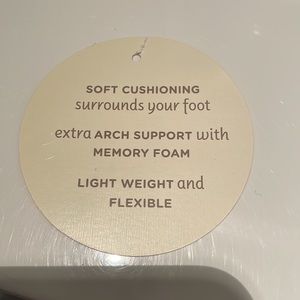 SOFT CUSHIONING
surrounds your foot
extra ARCH SUPPORT with
MEMORY FOAM
LIGHT WEIGHT and
FLEXIBLE